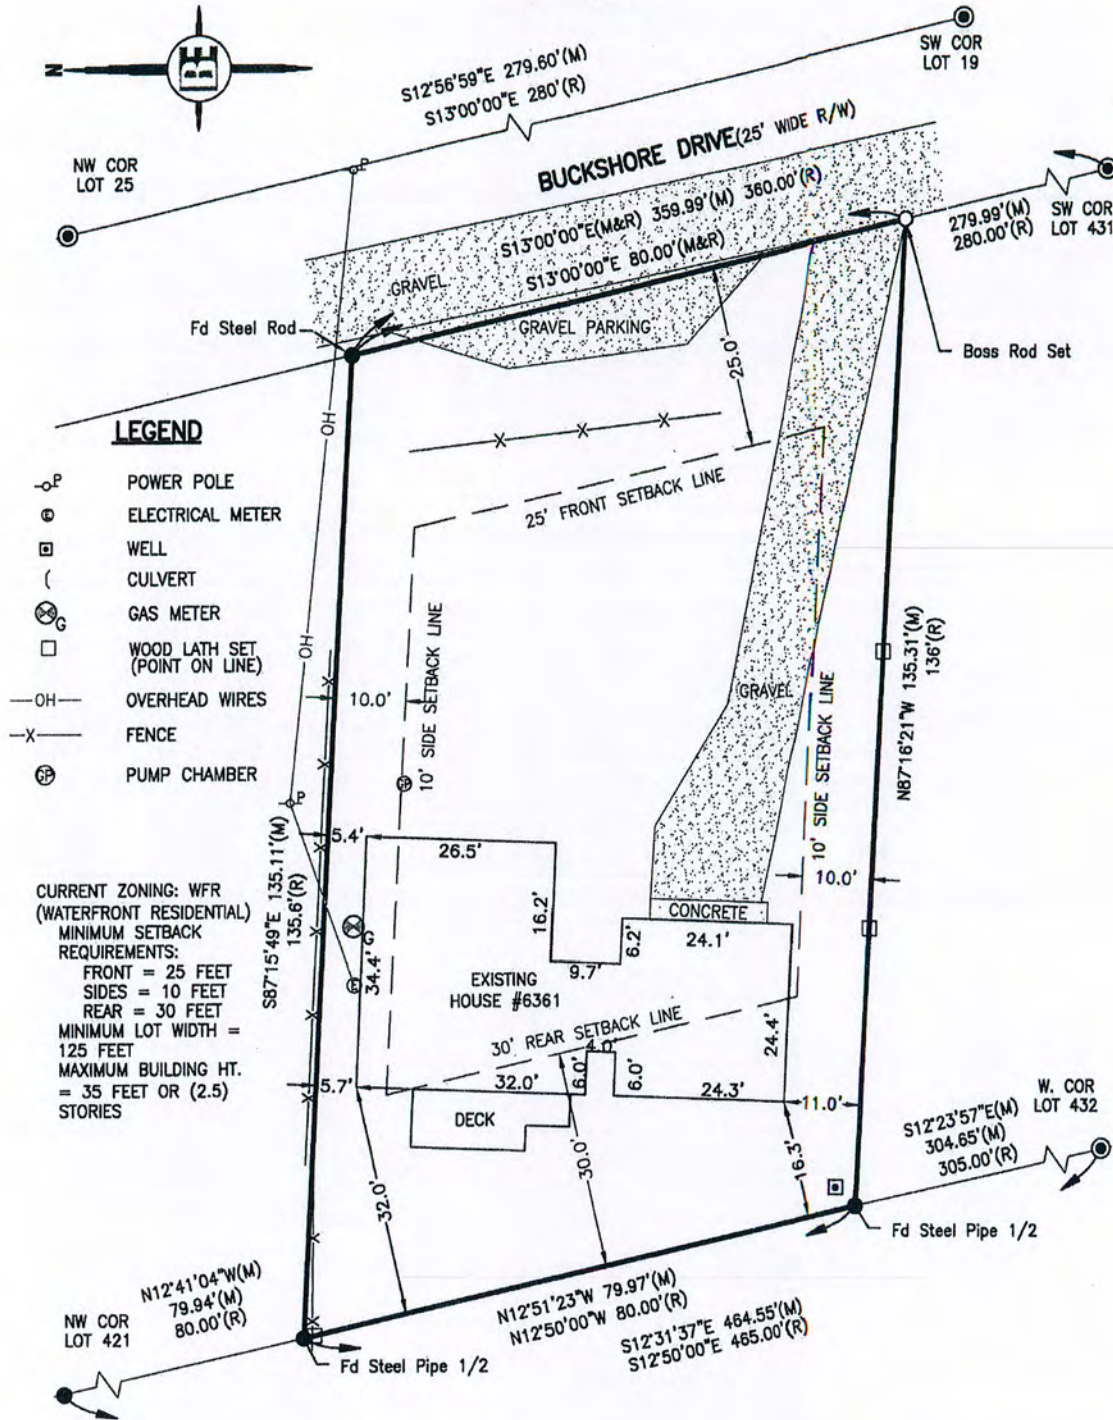 N
S12°56'59"E 279.60'(M)
S13°00'00"E 280'(R)
SW COR
LOT 19
NW COR
LOT 25
BUCKSHORE DRIVE(25' WIDE R/W)
P
S13°00'00"E(M&R) 359.99'(M) 360.00'(R)
S13°00'00"E 80.00'(M&R)
279.99'(M)
280.00'(R)
SW COR
LOT 431
GRAVEL
Fd Steel Rod
GRAVEL PARKING
25.0'
Boss Rod Set
OH
X X X
25' FRONT SETBACK LINE
LEGEND
P POWER POLE
E ELECTRICAL METER
WELL
( CULVERT
G GAS METER
WOOD LATH SET
(POINT ON LINE)
OH OVERHEAD WIRES
X FENCE
GP PUMP CHAMBER
OH
10.0'
10' SIDE SETBACK LINE
GP
GRAVEL
10' SIDE SETBACK LINE
N87°16'21"W 135.31'(M)
136'(R)
P
S87°15'49"E 135.11'(M)
135.6'(R)
5.4'
26.5'
16.2'
10.0'
CONCRETE
24.1'
6.2'
9.7'
G
E
34.4'
EXISTING
HOUSE #6361
30' REAR SETBACK LINE
24.4'
CURRENT ZONING: WFR
(WATERFRONT RESIDENTIAL)
MINIMUM SETBACK
REQUIREMENTS:
FRONT = 25 FEET
SIDES = 10 FEET
REAR = 30 FEET
MINIMUM LOT WIDTH =
125 FEET
MAXIMUM BUILDING HT.
= 35 FEET OR (2.5)
STORIES
5.7'
32.0'
6.0'
4.0'
6.0'
24.3'
11.0'
DECK
32.0'
30.0'
16.3'
W. COR
LOT 432
S12°23'57"E(M)
304.65'(M)
305.00'(R)
Fd Steel Pipe 1/2
N12°41'04"W(M)
79.94'(M)
80.00'(R)
NW COR
LOT 421
N12°51'23"W 79.97'(M)
N12°50'00"W 80.00'(R)
S12°31'37"E 464.55'(M)
S12°50'00"E 465.00'(R)
Fd Steel Pipe 1/2